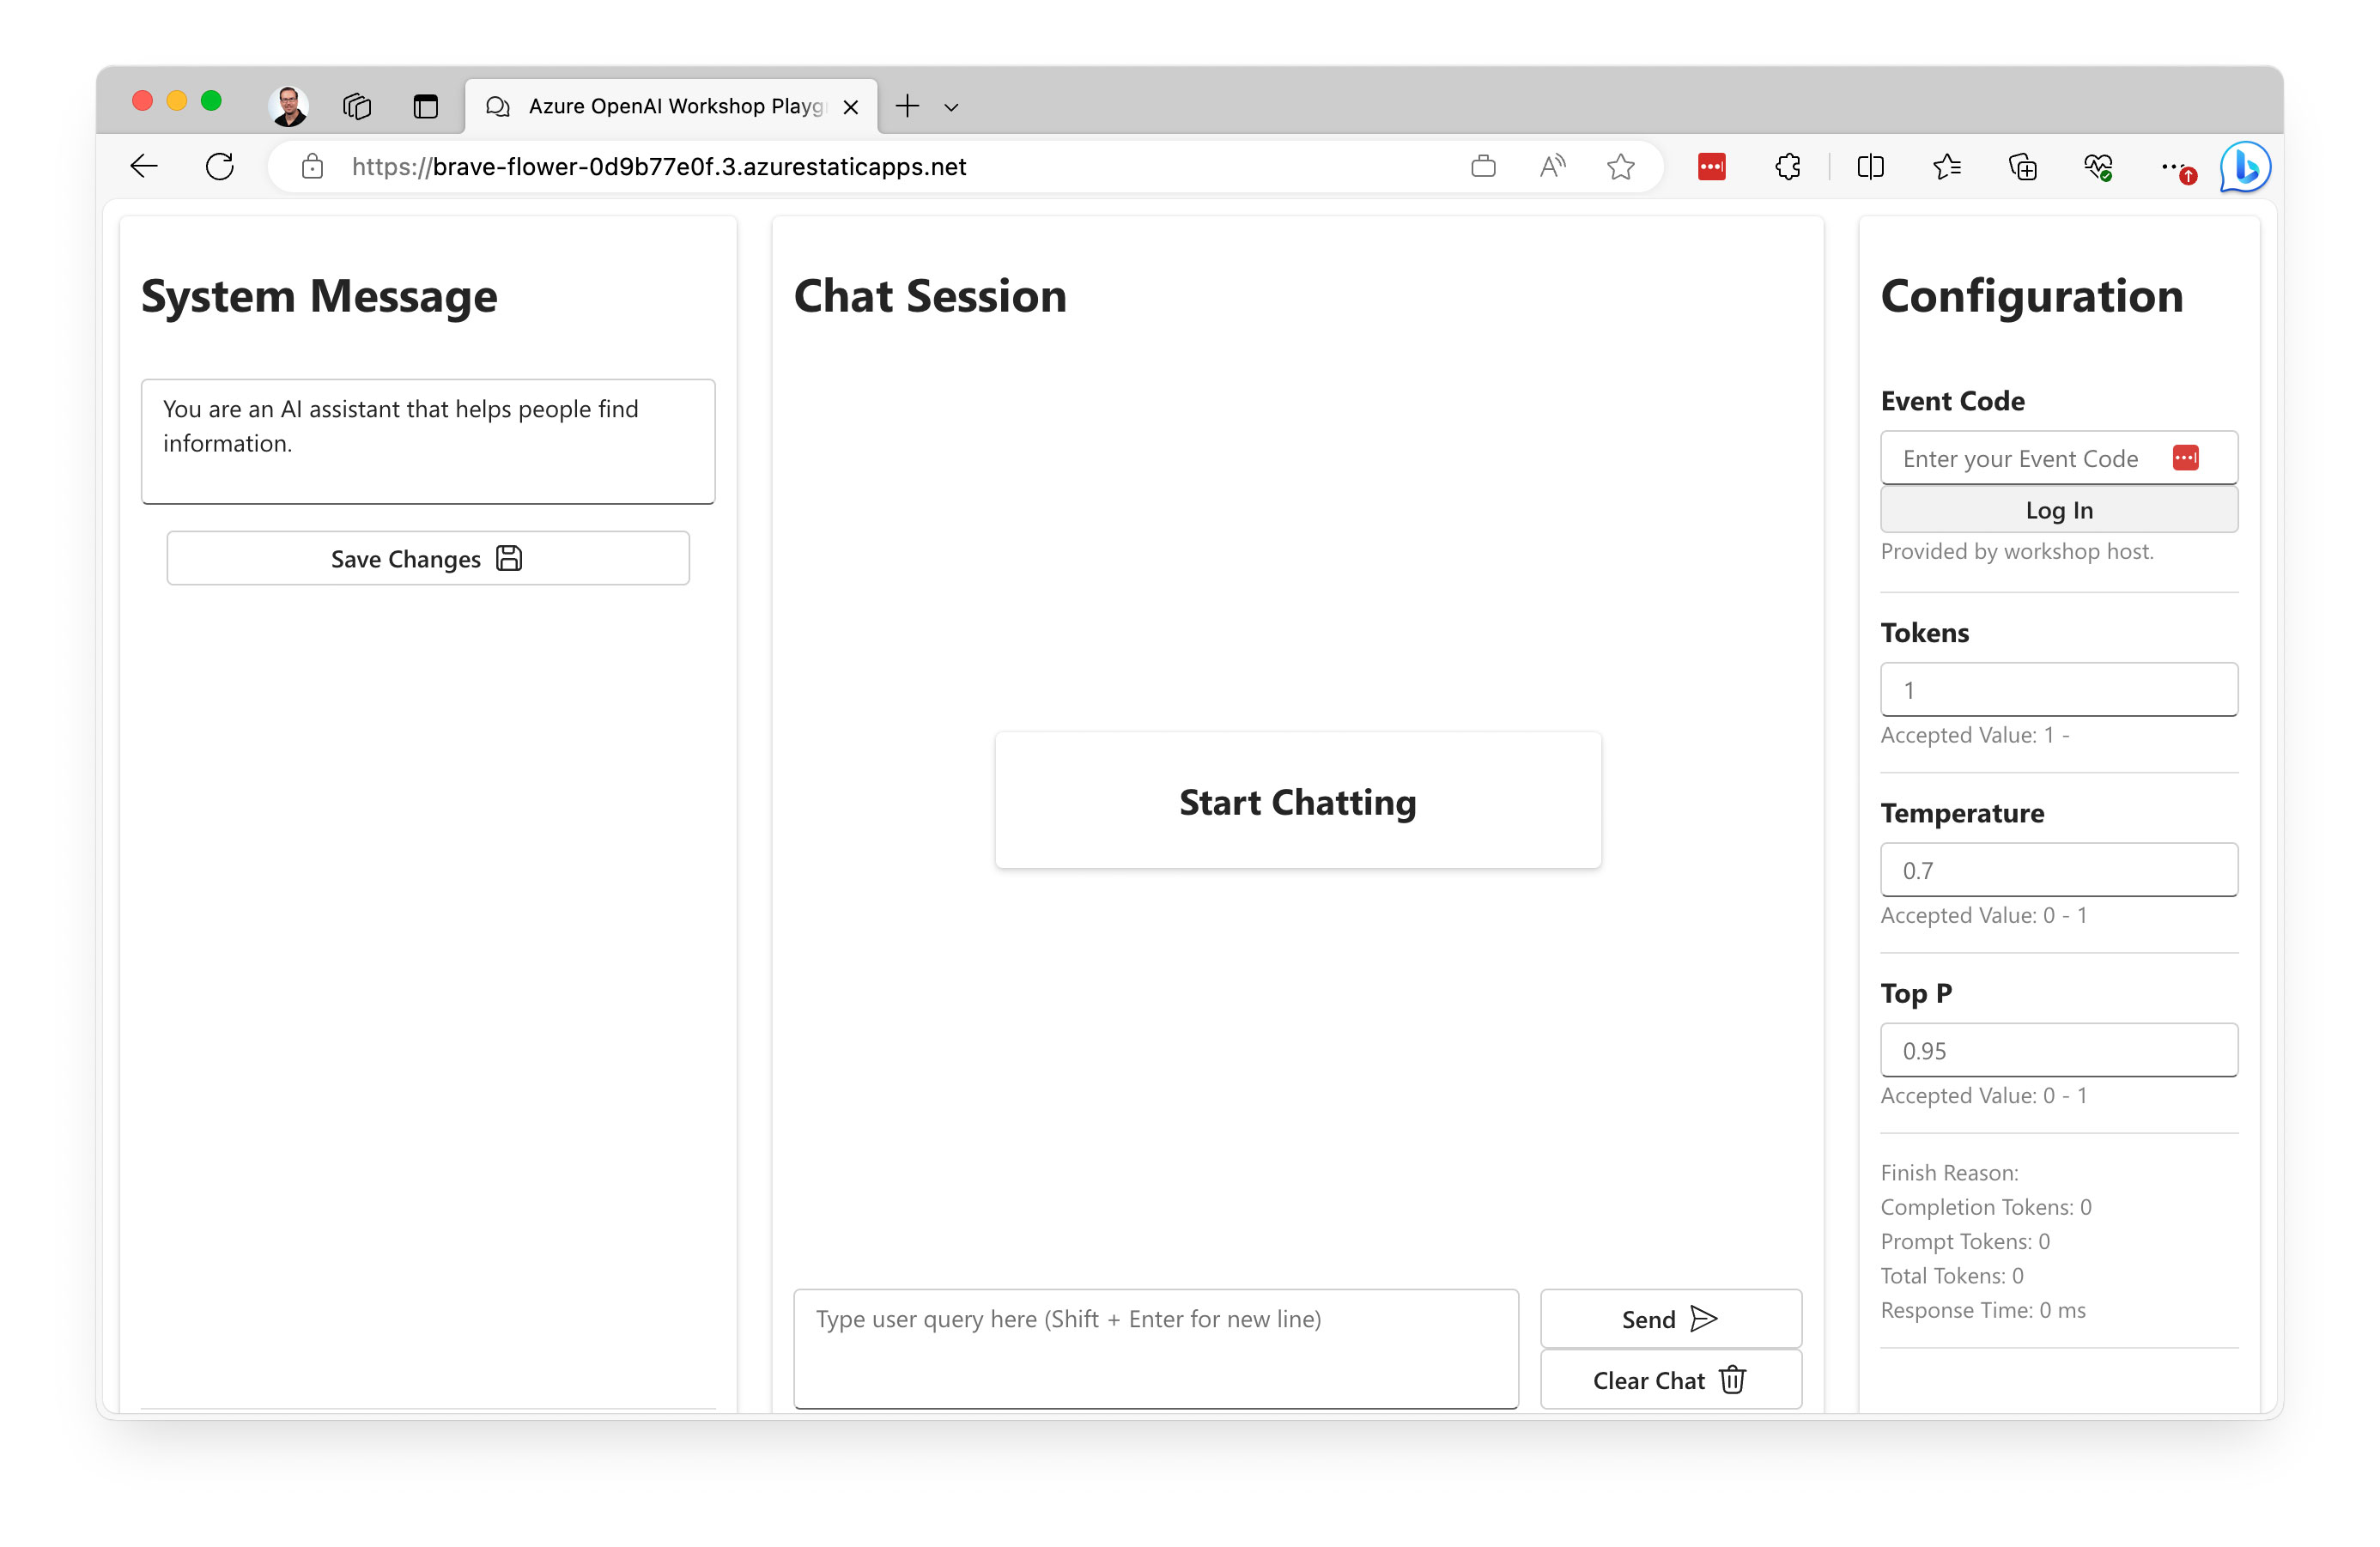 Azure OpenAI Workshop Playg
https://brave-flower-0d9b77e0f.3.azurestaticapps.net
System Message
You are an AI assistant that helps people find
information.
Save Changes
Chat Session
Start Chatting
Type user query here (Shift + Enter for new line)
Send
Clear Chat
Configuration
Event Code
Enter your Event Code
Log In
Provided by workshop host.
Tokens
1
Accepted Value: 1 -
Temperature
0.7
Accepted Value: 0 - 1
Top P
0.95
Accepted Value: 0 - 1
Finish Reason:
Completion Tokens: 0
Prompt Tokens: 0
Total Tokens: 0
Response Time: 0 ms